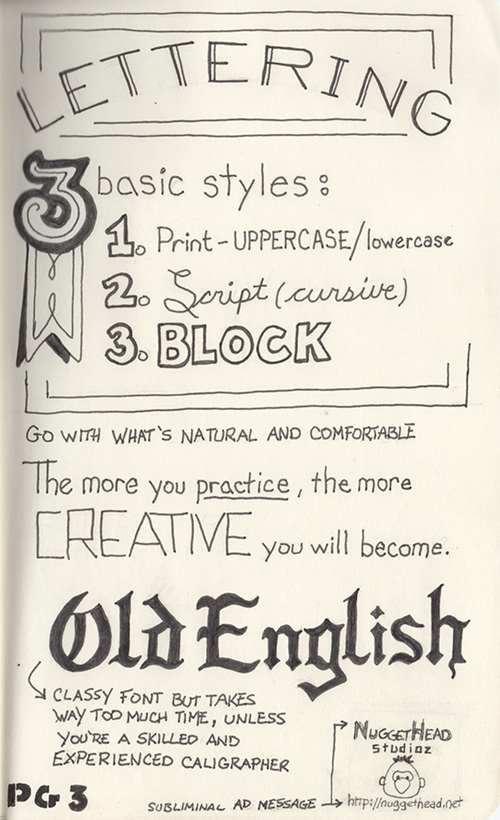 LETTERING
3 basic styles:
1. Print-UPPERCASE/lowercase
2. Script (cursive)
3. BLOCK
GO WITH WHAT'S NATURAL AND COMFORTABLE
The more you practice, the more
CREATIVE you will become.
Old English
CLASSY FONT BUT TAKES
WAY TOO MUCH TIME, UNLESS
YOU'RE A SKILLED AND
EXPERIENCED CALIGRAPHER
NUGGETHEAD
Studioz
PG 3
SUBLIMINAL AD MESSAGE
http://nuggethead.net